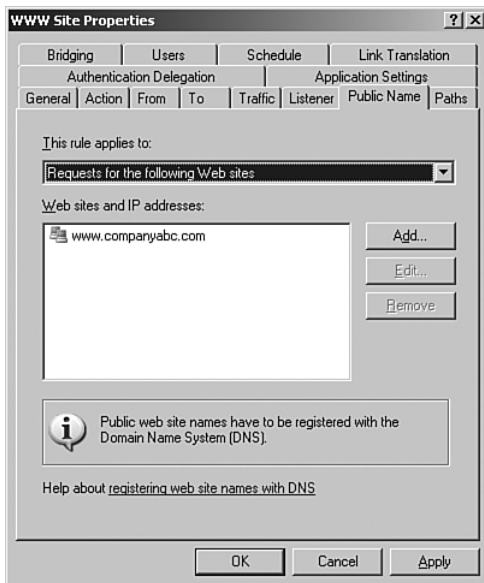 WWW Site Properties
Bridging Users Schedule Link Translation
Authentication Delegation Application Settings
General Action From To Traffic Listener Public Name Paths
This rule applies to:
Requests for the following Web sites
Web sites and IP addresses:
www.companyabc.com
Add...
Edit...
Remove
Public web site names have to be registered with the
Domain Name System (DNS).
Help about registering web site names with DNS
OK Cancel Apply